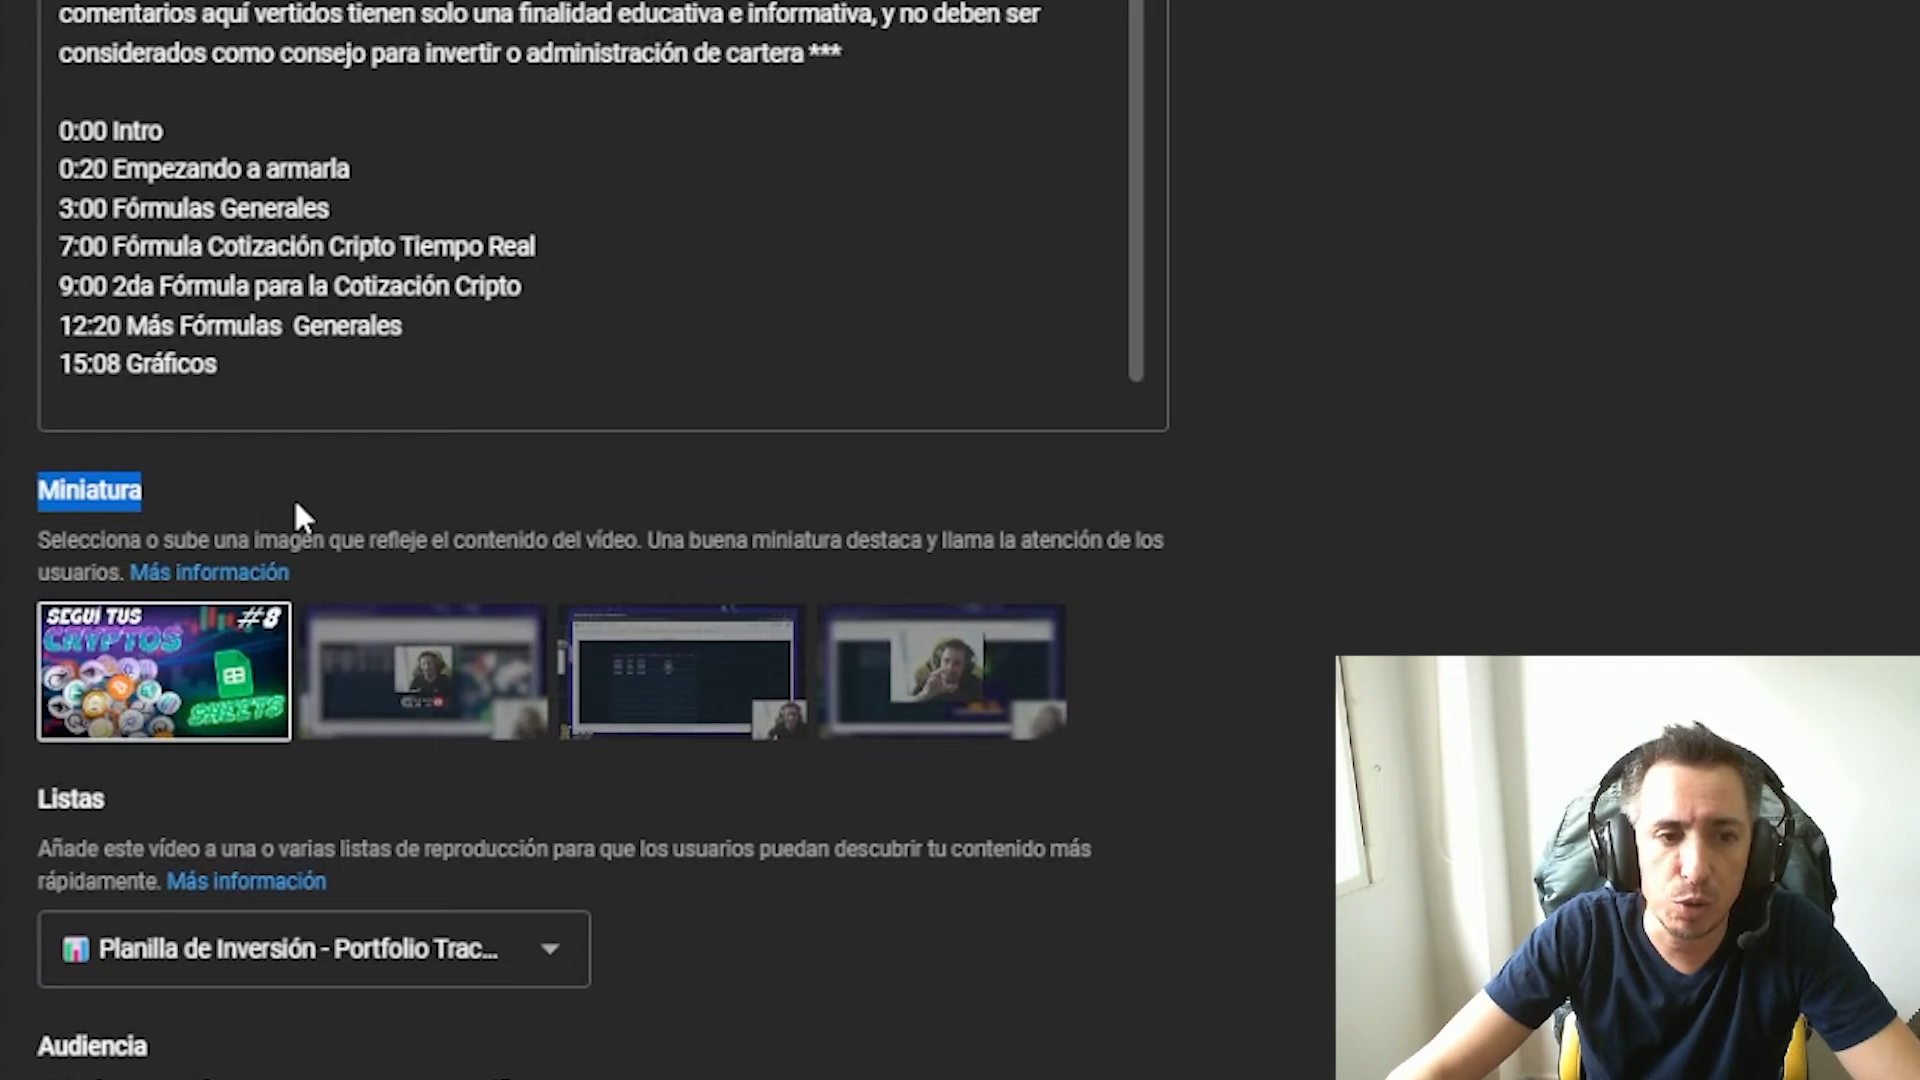 comentarios aquí vertidos tienen solo una finalidad educativa e informativa, y no deben ser
considerados como consejo para invertir o administración de cartera ***
0:00 Intro
0:20 Empezando a armarla
3:00 Fórmulas Generales
7:00 Fórmula Cotización Cripto Tiempo Real
9:00 2da Fórmula para la Cotización Cripto
12:20 Más Fórmulas  Generales
15:08 Gráficos
Miniatura
Selecciona o sube una imagen que refleje el contenido del vídeo. Una buena miniatura destaca y llama la atención de los
usuarios. Más información
SEGUÍ TUS #8
CRYPTOS
SHEETS
Listas
Añade este vídeo a una o varias listas de reproducción para que los usuarios puedan descubrir tu contenido más
rápidamente. Más información
Planilla de Inversión - Portfolio Trac...
Audiencia